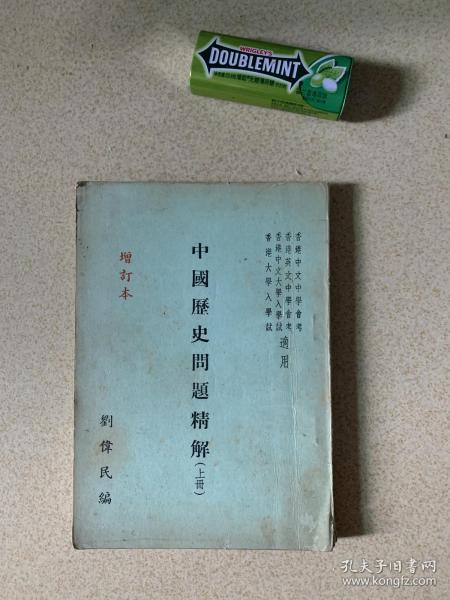 WRIGLEY'S
DOUBLEMINT
香港中文中學會考
香港英文中學會考
香港中文大學入學試
香港大學入學試
適用
中國歷史問題精解(上冊)
增訂本
劉偉民編
孔夫子旧书网
www.kongfz.com